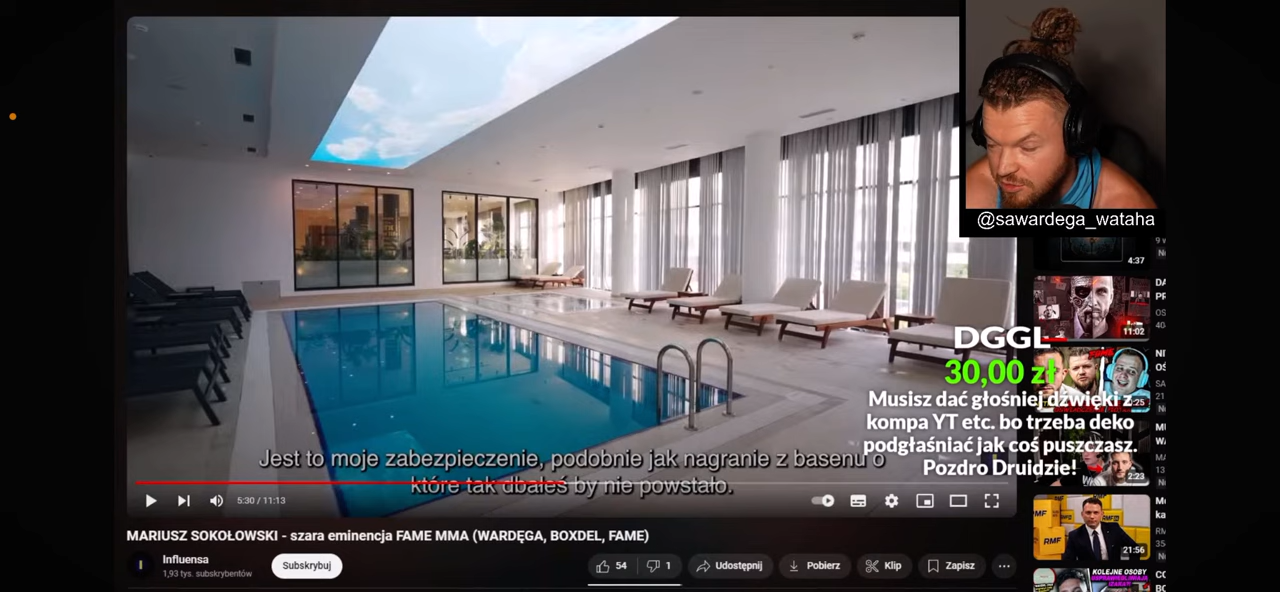 @sawardega_wataha
4:37
11:02
DGGL
30,00 zł
Musisz dać głośniej dźwięki z
kompa YT etc. bo trzeba deko
podgłaśniać jak coś puszczasz.
Pozdro Druidzie!
2:23
Jest to moje zabezpieczenie, podobnie jak nagranie z basenu o
które tak dbałeś by nie powstało.
5:30 / 11:13
RMF
21:56
MARIUSZ SOKOŁOWSKI - szara eminencja FAME MMA (WARDĘGA, BOXDEL, FAME)
Influensa
1,93 tys. subskrybentów
Subskrybuj
54
1
Udostępnij
Pobierz
Klip
Zapisz
KOLEJNE OSOBY